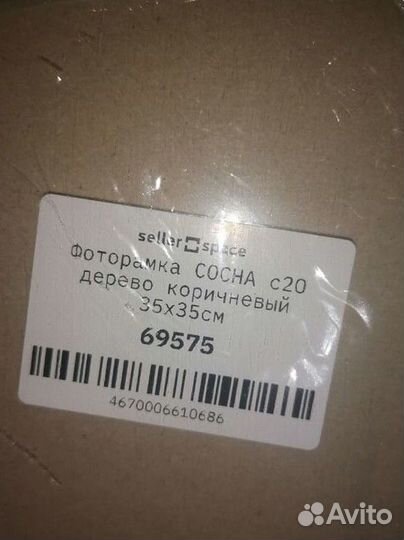 seller space
Фоторамка СОСНА с20
дерево коричневый
35х35см
69575
4670006610686
Avito